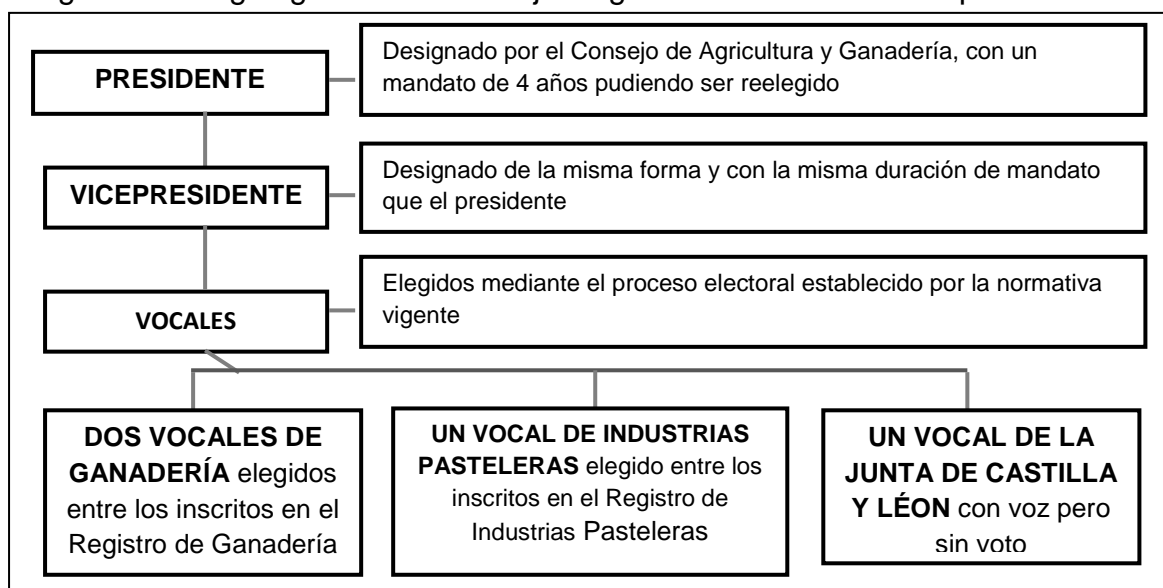 PRESIDENTE
Designado por el Consejo de Agricultura y Ganadería, con un
mandato de 4 años pudiendo ser reelegido
VICEPRESIDENTE
Designado de la misma forma y con la misma duración de mandato
que el presidente
VOCALES
Elegidos mediante el proceso electoral establecido por la normativa
vigente
DOS VOCALES DE
GANADERÍA elegidos
entre los inscritos en el
Registro de Ganadería
UN VOCAL DE INDUSTRIAS
PASTELERAS elegido entre los
inscritos en el Registro de
Industrias Pasteleras
UN VOCAL DE LA
JUNTA DE CASTILLA
Y LÉON con voz pero
sin voto